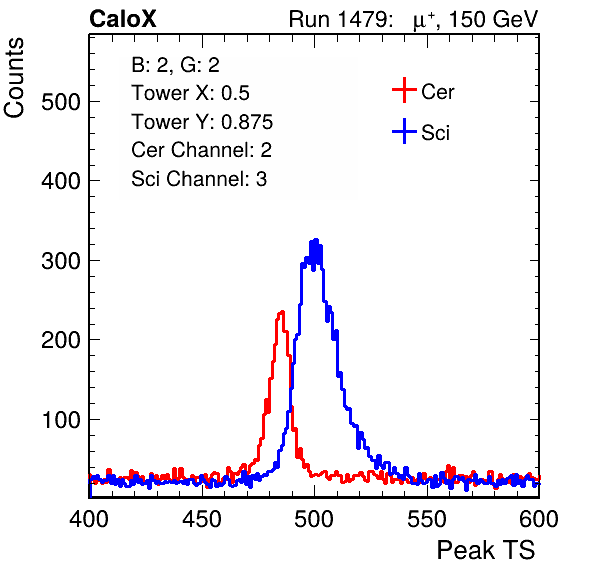 CaloX Run 1479: μ⁺, 150 GeV
B: 2, G: 2
Tower X: 0.5
Tower Y: 0.875
Cer Channel: 2
Sci Channel: 3
Cer
Sci
Counts
500
400
300
200
100
400 450 500 550 600
Peak TS